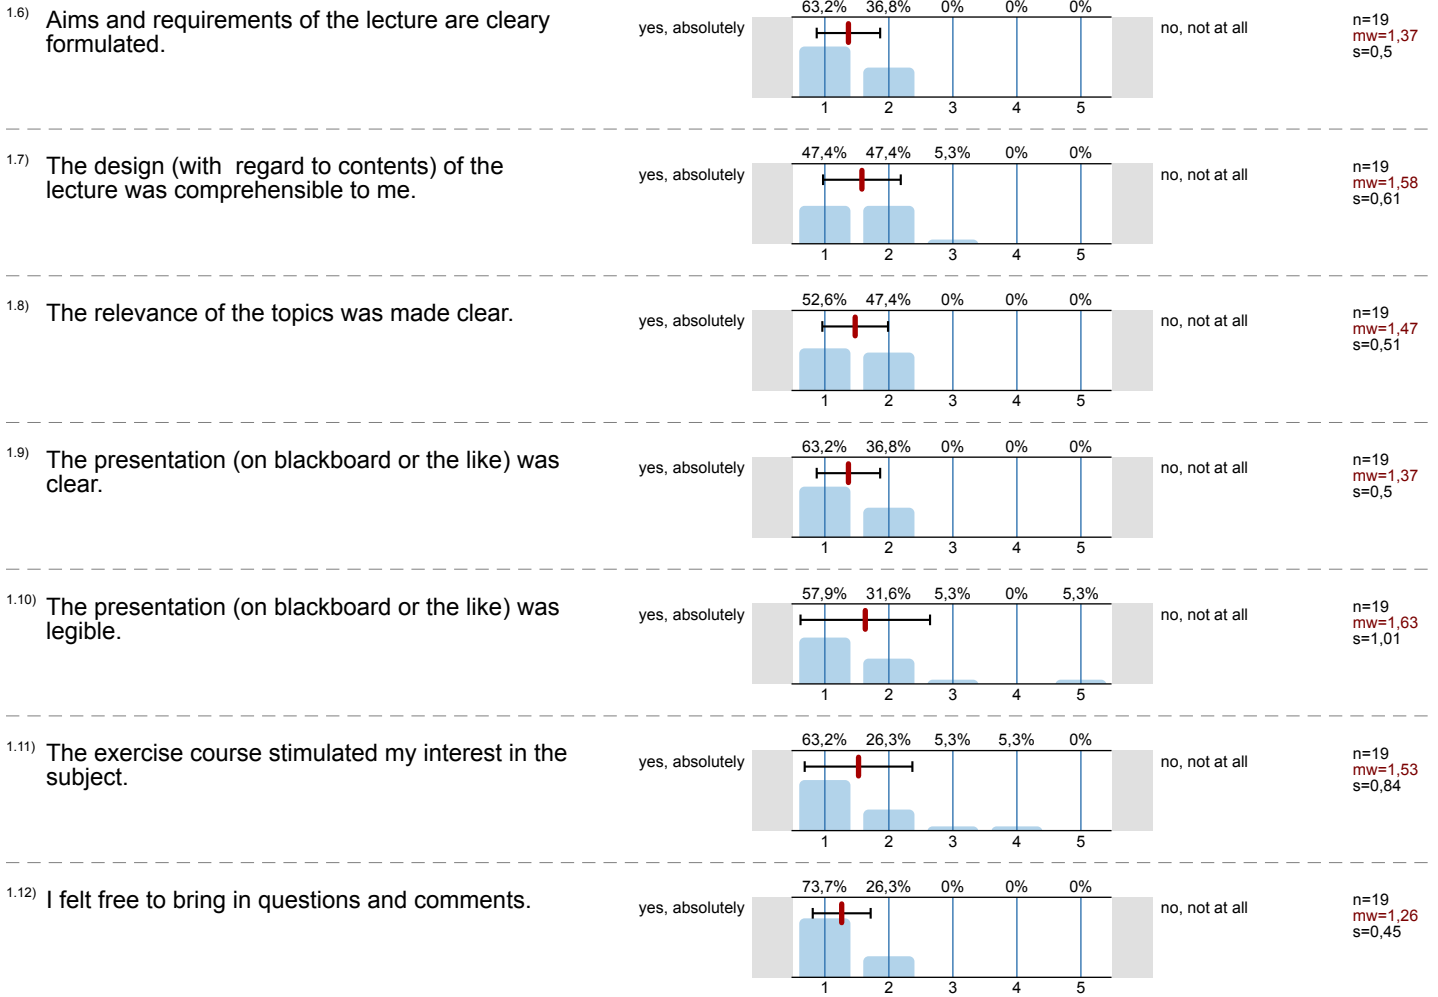 1.6) Aims and requirements of the lecture are cleary
formulated.
yes, absolutely
63,2% 36,8% 0% 0% 0%
1 2 3 4 5
no, not at all
n=19
mw=1,37
s=0,5
1.7) The design (with regard to contents) of the
lecture was comprehensible to me.
yes, absolutely
47,4% 47,4% 5,3% 0% 0%
1 2 3 4 5
no, not at all
n=19
mw=1,58
s=0,61
1.8) The relevance of the topics was made clear.
yes, absolutely
52,6% 47,4% 0% 0% 0%
1 2 3 4 5
no, not at all
n=19
mw=1,47
s=0,51
1.9) The presentation (on blackboard or the like) was
clear.
yes, absolutely
63,2% 36,8% 0% 0% 0%
1 2 3 4 5
no, not at all
n=19
mw=1,37
s=0,5
1.10) The presentation (on blackboard or the like) was
legible.
yes, absolutely
57,9% 31,6% 5,3% 0% 5,3%
1 2 3 4 5
no, not at all
n=19
mw=1,63
s=1,01
1.11) The exercise course stimulated my interest in the
subject.
yes, absolutely
63,2% 26,3% 5,3% 5,3% 0%
1 2 3 4 5
no, not at all
n=19
mw=1,53
s=0,84
1.12) I felt free to bring in questions and comments.
yes, absolutely
73,7% 26,3% 0% 0% 0%
1 2 3 4 5
no, not at all
n=19
mw=1,26
s=0,45